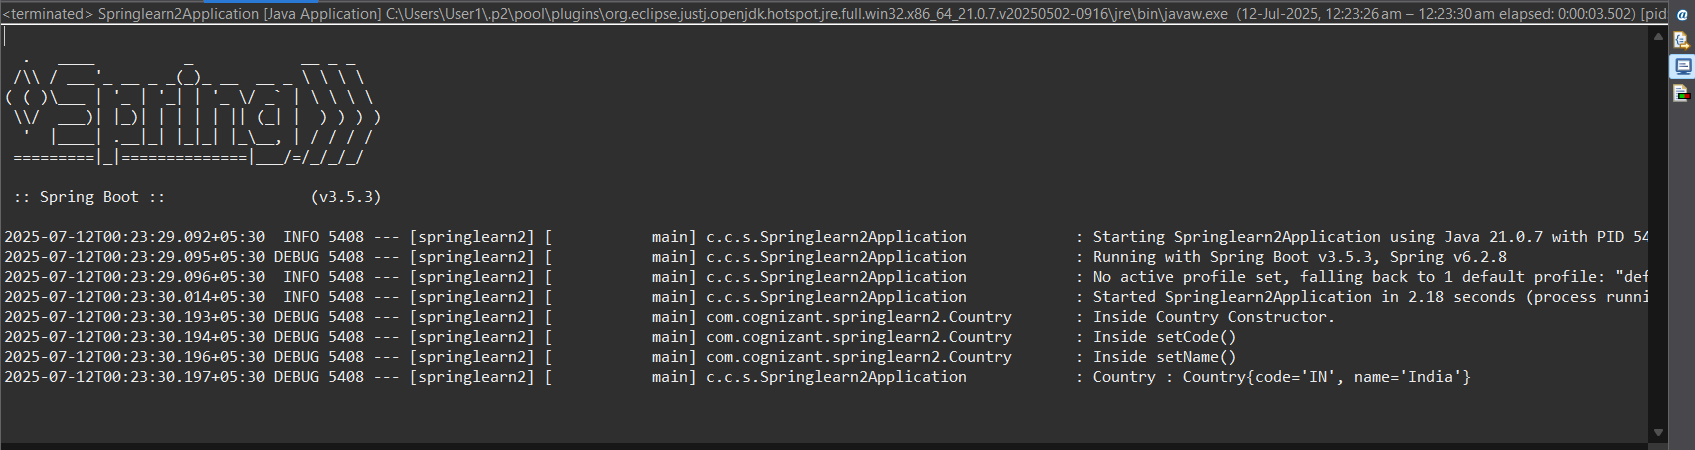 <terminated> Springlearn2Application [Java Application] C:\Users\User1\.p2\pool\plugins\org.eclipse.justj.openjdk.hotspot.jre.full.win32.x86_64_21.0.7.v20250502-0916\jre\bin\javaw.exe  (12-Jul-2025, 12:23:26 am – 12:23:30 am elapsed: 0:00:03.502) [pid
  .   ____          _            __ _ _
 /\\ / ___'_ __ _ _(_)_ __  __ _ \ \ \ \
( ( )\___ | '_ | '_| | '_ \/ _` | \ \ \ \
 \\/  ___)| |_)| | | | | || (_| |  ) ) ) )
  '  |____| .__|_| |_|_| |_\__, | / / / /
 =========|_|==============|___/=/_/_/_/
 :: Spring Boot ::                (v3.5.3)
2025-07-12T00:23:29.092+05:30  INFO 5408 --- [springlearn2] [           main] c.c.s.Springlearn2Application            : Starting Springlearn2Application using Java 21.0.7 with PID 54
2025-07-12T00:23:29.095+05:30 DEBUG 5408 --- [springlearn2] [           main] c.c.s.Springlearn2Application            : Running with Spring Boot v3.5.3, Spring v6.2.8
2025-07-12T00:23:29.096+05:30  INFO 5408 --- [springlearn2] [           main] c.c.s.Springlearn2Application            : No active profile set, falling back to 1 default profile: "def
2025-07-12T00:23:30.014+05:30  INFO 5408 --- [springlearn2] [           main] c.c.s.Springlearn2Application            : Started Springlearn2Application in 2.18 seconds (process runni
2025-07-12T00:23:30.193+05:30 DEBUG 5408 --- [springlearn2] [           main] com.cognizant.springlearn2.Country       : Inside Country Constructor.
2025-07-12T00:23:30.194+05:30 DEBUG 5408 --- [springlearn2] [           main] com.cognizant.springlearn2.Country       : Inside setCode()
2025-07-12T00:23:30.196+05:30 DEBUG 5408 --- [springlearn2] [           main] com.cognizant.springlearn2.Country       : Inside setName()
2025-07-12T00:23:30.197+05:30 DEBUG 5408 --- [springlearn2] [           main] c.c.s.Springlearn2Application            : Country : Country{code='IN', name='India'}